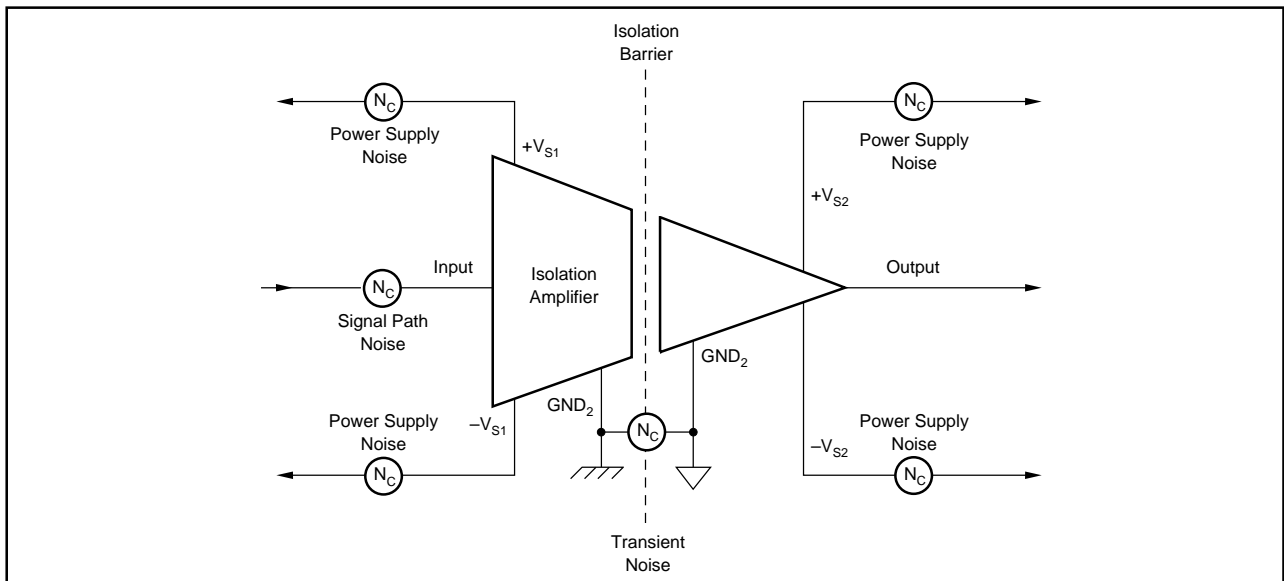 Isolation
Barrier
N_C
Power Supply
Noise
+V_S1
N_C
Power Supply
Noise
+V_S2
Input
N_C
Signal Path
Noise
Isolation
Amplifier
Output
GND_2
GND_2
Power Supply
Noise
–V_S1
N_C
N_C
Power Supply
Noise
–V_S2
N_C
Transient
Noise